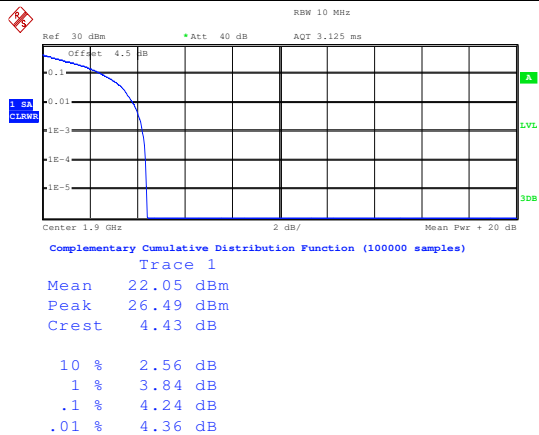 RBW 10 MHz
Ref 30 dBm *Att 40 dB AQT 3.125 ms
Offset 4.5 dB
0.1
A
1 SA
CLRWR
0.01
1E-3
LVL
1E-4
1E-5
3DB
Center 1.9 GHz 2 dB/ Mean Pwr + 20 dB
Complementary Cumulative Distribution Function (100000 samples)
Trace 1
Mean 22.05 dBm
Peak 26.49 dBm
Crest 4.43 dB
10 % 2.56 dB
1 % 3.84 dB
.1 % 4.24 dB
.01 % 4.36 dB